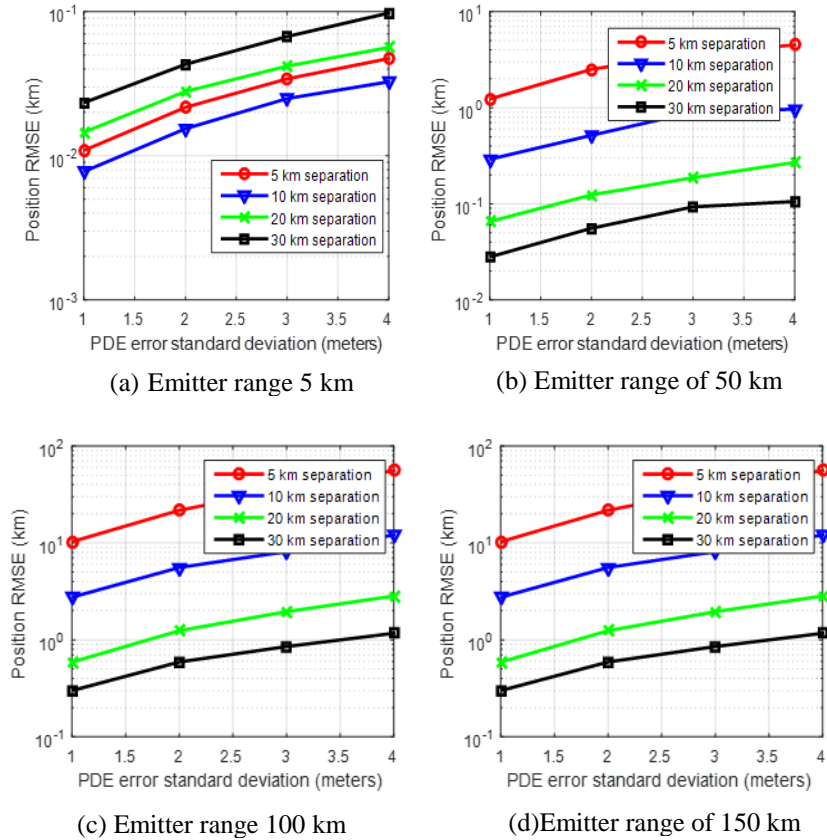 10^-1
10^-2
10^-3
Position RMSE (km)
5 km separation
10 km separation
20 km separation
30 km separation
1 1.5 2 2.5 3 3.5 4
PDE error standard deviation (meters)
(a) Emitter range 5 km
10^1
10^0
10^-1
10^-2
Position RMSE (km)
5 km separation
10 km separation
20 km separation
30 km separation
1 1.5 2 2.5 3 3.5 4
PDE error standard deviation (meters)
(b) Emitter range of 50 km
10^2
10^1
10^0
10^-1
Position RMSE (km)
5 km separation
10 km separation
20 km separation
30 km separation
1 1.5 2 2.5 3 3.5 4
PDE error standard deviation (meters)
(c) Emitter range 100 km
10^2
10^1
10^0
10^-1
Position RMSE (km)
5 km separation
10 km separation
20 km separation
30 km separation
1 1.5 2 2.5 3 3.5 4
PDE error standard deviation (meters)
(d)Emitter range of 150 km